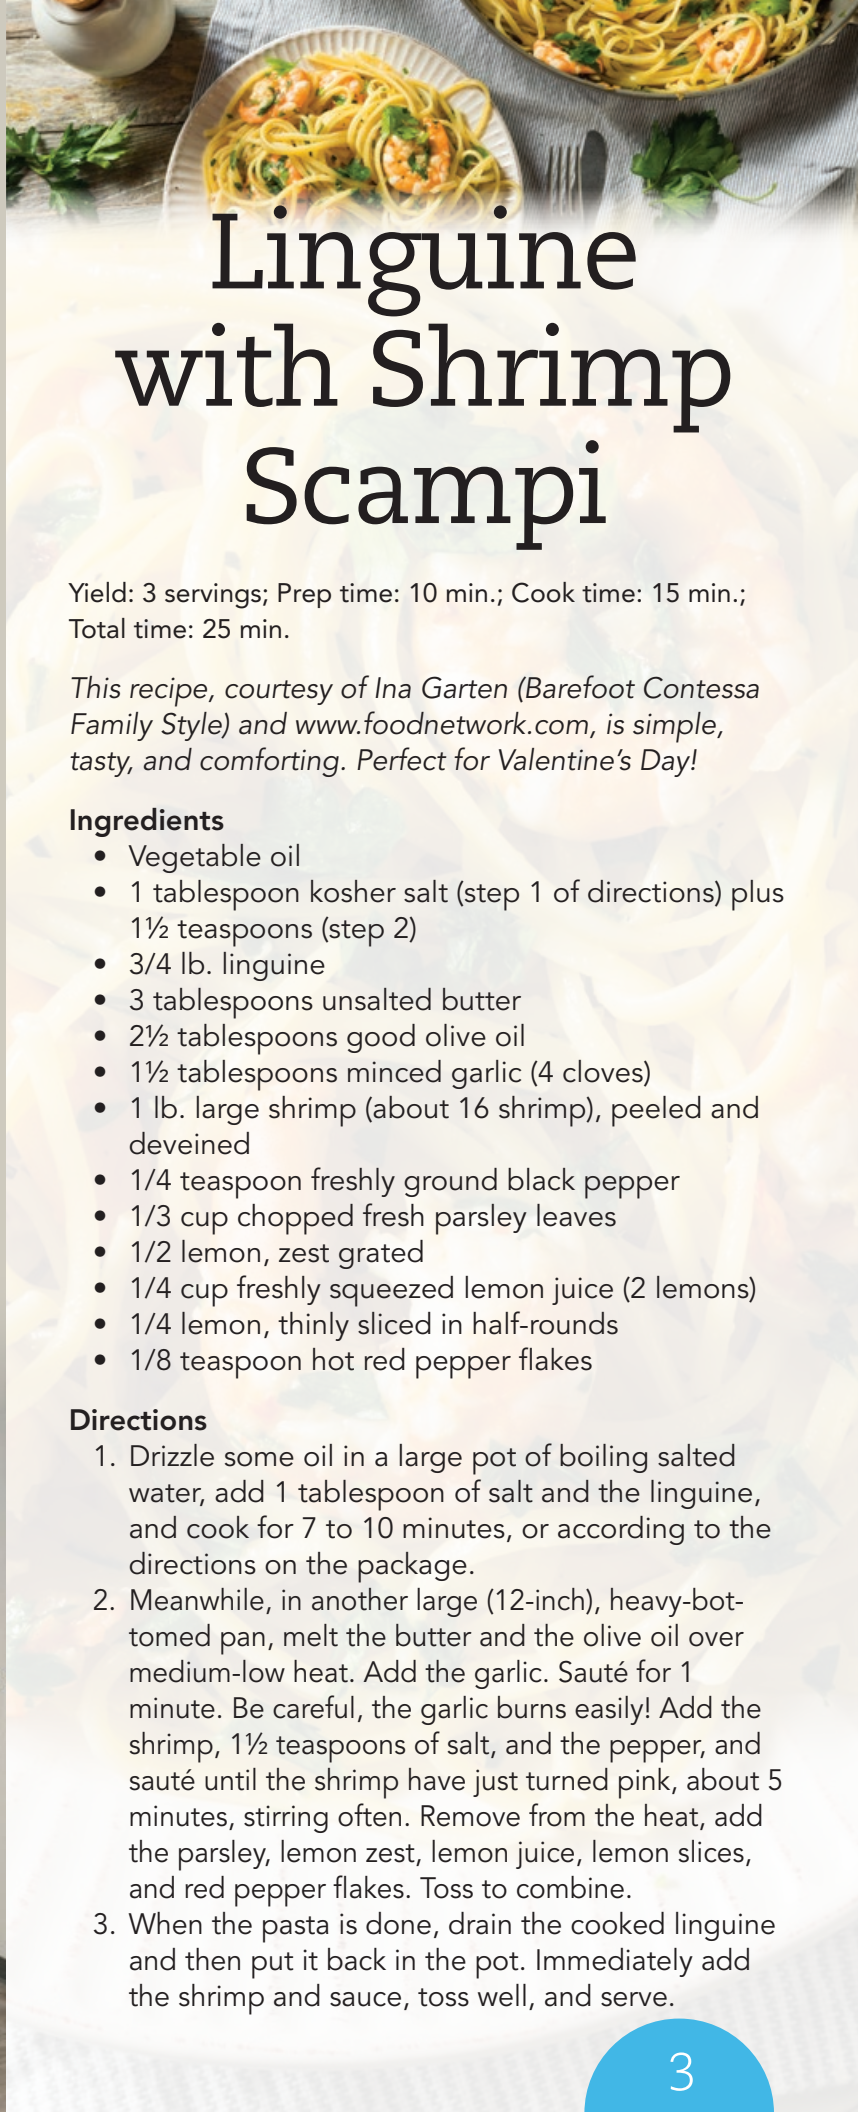 Linguine
with Shrimp
Scampi
Yield: 3 servings; Prep time: 10 min.; Cook time: 15 min.;
Total time: 25 min.
This recipe, courtesy of Ina Garten (Barefoot Contessa
Family Style) and www.foodnetwork.com, is simple,
tasty, and comforting. Perfect for Valentine's Day!
Ingredients
• Vegetable oil
• 1 tablespoon kosher salt (step 1 of directions) plus
1½ teaspoons (step 2)
• 3/4 lb. linguine
• 3 tablespoons unsalted butter
• 2½ tablespoons good olive oil
• 1½ tablespoons minced garlic (4 cloves)
• 1 lb. large shrimp (about 16 shrimp), peeled and
deveined
• 1/4 teaspoon freshly ground black pepper
• 1/3 cup chopped fresh parsley leaves
• 1/2 lemon, zest grated
• 1/4 cup freshly squeezed lemon juice (2 lemons)
• 1/4 lemon, thinly sliced in half-rounds
• 1/8 teaspoon hot red pepper flakes
Directions
1. Drizzle some oil in a large pot of boiling salted
water, add 1 tablespoon of salt and the linguine,
and cook for 7 to 10 minutes, or according to the
directions on the package.
2. Meanwhile, in another large (12-inch), heavy-bot-
tomed pan, melt the butter and the olive oil over
medium-low heat. Add the garlic. Sauté for 1
minute. Be careful, the garlic burns easily! Add the
shrimp, 1½ teaspoons of salt, and the pepper, and
sauté until the shrimp have just turned pink, about 5
minutes, stirring often. Remove from the heat, add
the parsley, lemon zest, lemon juice, lemon slices,
and red pepper flakes. Toss to combine.
3. When the pasta is done, drain the cooked linguine
and then put it back in the pot. Immediately add
the shrimp and sauce, toss well, and serve.
3